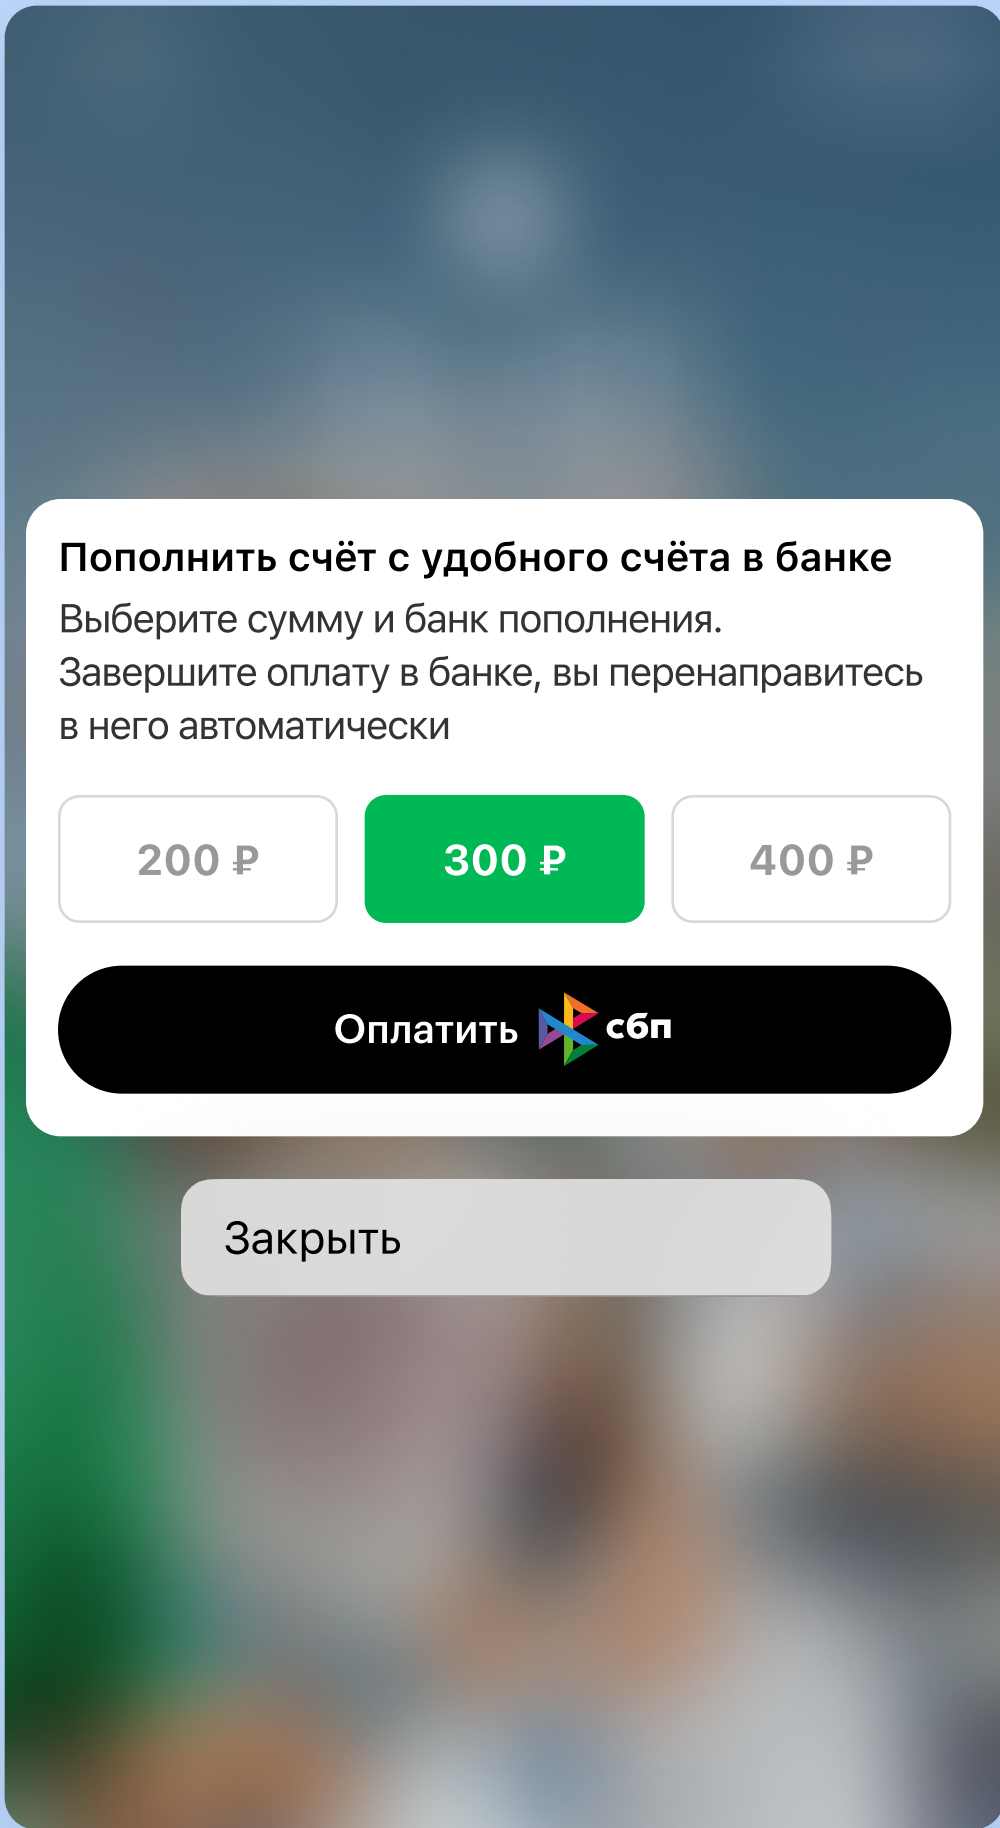 Пополнить счёт с удобного счёта в банке
Выберите сумму и банк пополнения.
Завершите оплату в банке, вы перенаправитесь
в него автоматически
200 ₽ 300 ₽ 400 ₽
Оплатить сбп
Закрыть